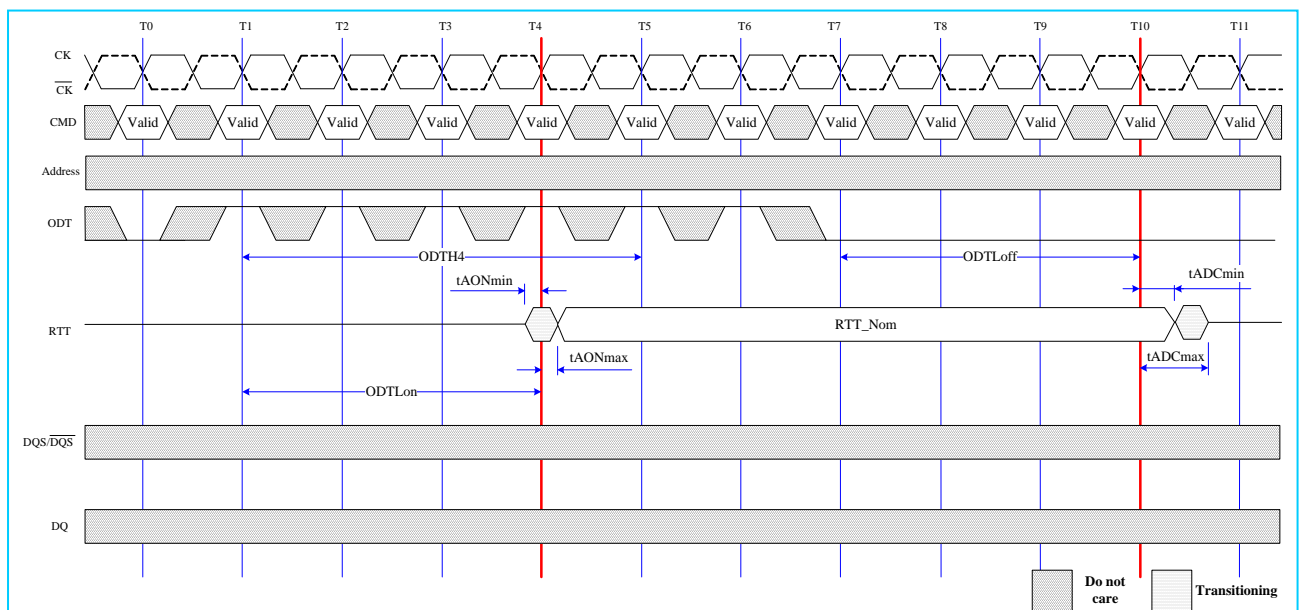 T0 T1 T2 T3 T4 T5 T6 T7 T8 T9 T10 T11
CK
CK
CMD Valid Valid Valid Valid Valid Valid Valid Valid Valid Valid Valid Valid
Address
ODT
ODTH4 ODTLoff
tAONmin tADCmin
RTT RTT_Nom
tAONmax tADCmax
ODTLon
DQS/DQS
DQ
Do not
care
Transitioning